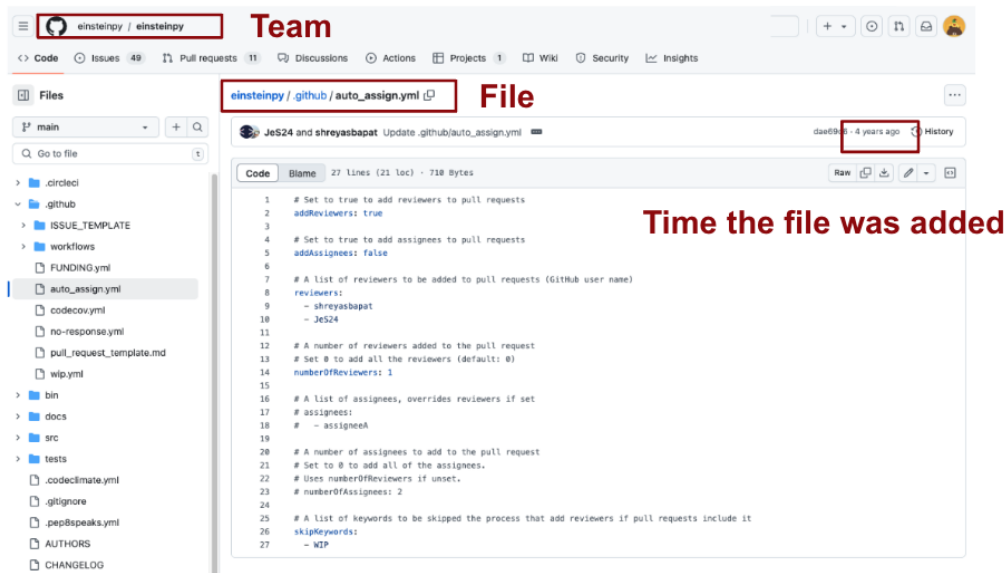 einsteinpy / einsteinpy
Team
Code Issues 49 Pull requests 11 Discussions Actions Projects 1 Wiki Security Insights
Files
einsteinpy / .github / auto_assign.yml
File
main
JeS24 and shreyasbapat Update .github/auto_assign.yml
4 years ago
History
Go to file
t
Code Blame 27 lines (21 loc) · 710 Bytes
Raw
.circleci
.github
ISSUE_TEMPLATE
workflows
FUNDING.yml
auto_assign.yml
codecov.yml
no-response.yml
pull_request_template.md
wip.yml
bin
docs
src
tests
.codeclimate.yml
.gitignore
.pep8speaks.yml
AUTHORS
CHANGELOG
1 # Set to true to add reviewers to pull requests
2 addReviewers: true
3
4 # Set to true to add assignees to pull requests
5 addAssignees: false
6
7 # A list of reviewers to be added to pull requests (GitHub user name)
8 reviewers:
9 - shreyasbapat
10 - JeS24
11
12 # A number of reviewers added to the pull request
13 # Set 0 to add all the reviewers (default: 0)
14 numberOfReviewers: 1
15
16 # A list of assignees, overrides reviewers if set
17 # assignees:
18 #   - assigneeA
19
20 # A number of assignees to add to the pull request
21 # Set to 0 to add all of the assignees.
22 # Uses numberOfReviewers if unset.
23 # numberOfAssignees: 2
24
25 # A list of keywords to be skipped the process that add reviewers if pull requests include it
26 skipKeywords:
27 - WIP
Time the file was added